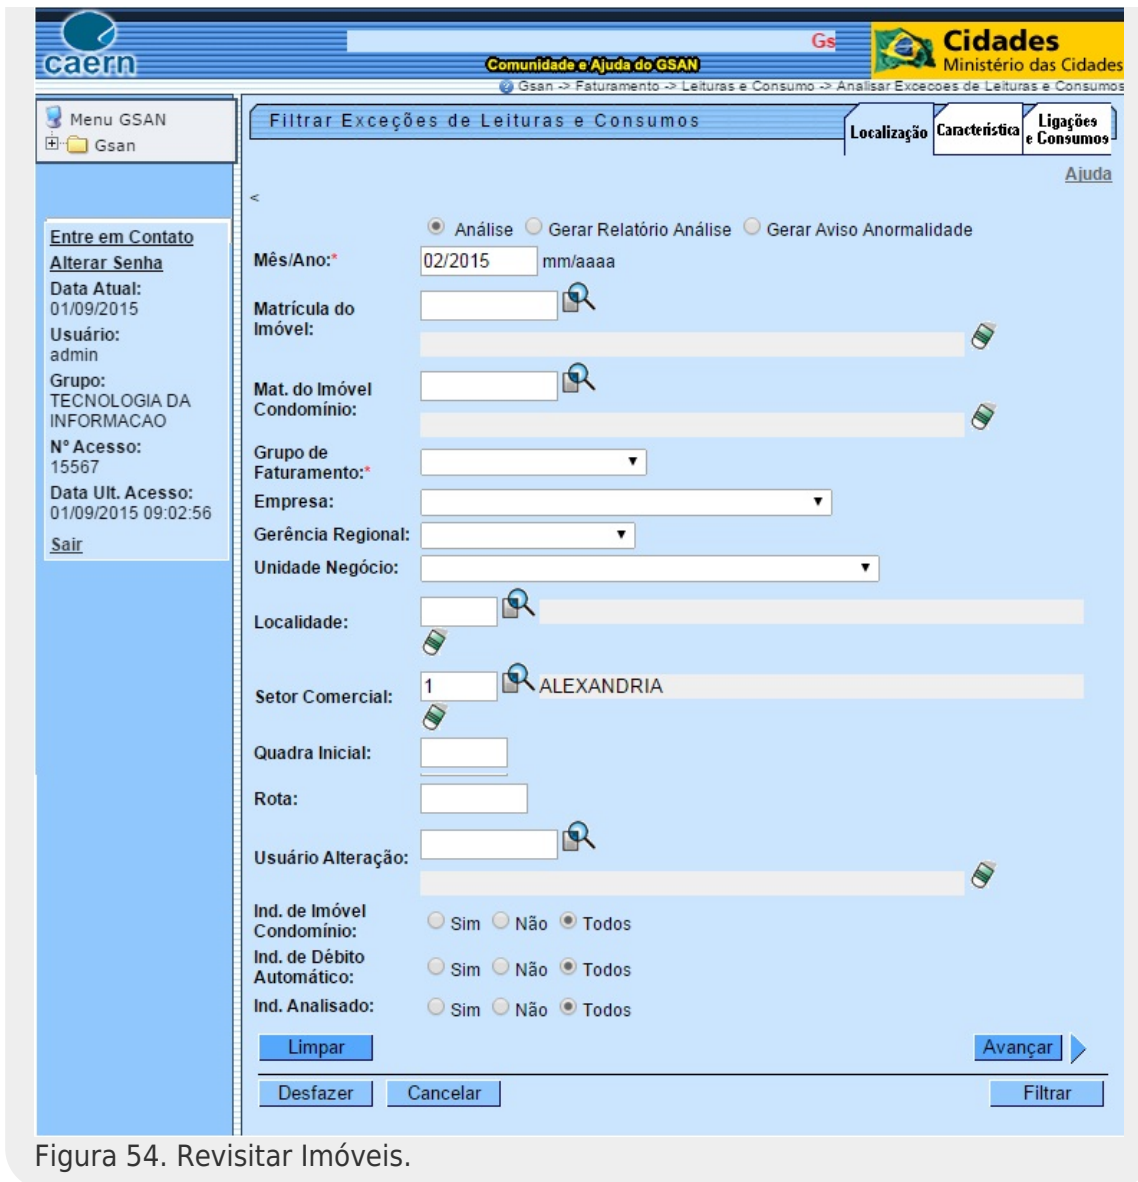 caern
Gs
Comunidade e Ajuda do GSAN
Cidades
Ministério das Cidades
Gsan -> Faturamento -> Leituras e Consumo -> Analisar Excecoes de Leituras e Consumos
Menu GSAN
Gsan
Entre em Contato
Alterar Senha
Data Atual:
01/09/2015
Usuário:
admin
Grupo:
TECNOLOGIA DA
INFORMACAO
Nº Acesso:
15567
Data Ult. Acesso:
01/09/2015 09:02:56
Sair
Filtrar Exceções de Leituras e Consumos
Localização
Característica
Ligações
e Consumos
Ajuda
<
Análise Gerar Relatório Análise Gerar Aviso Anormalidade
Mês/Ano:* 02/2015 mm/aaaa
Matrícula do
Imóvel:
Mat. do Imóvel
Condomínio:
Grupo de
Faturamento:*
Empresa:
Gerência Regional:
Unidade Negócio:
Localidade:
Setor Comercial: 1 ALEXANDRIA
Quadra Inicial:
Rota:
Usuário Alteração:
Ind. de Imóvel
Condomínio: Sim Não Todos
Ind. de Débito
Automático: Sim Não Todos
Ind. Analisado: Sim Não Todos
Limpar Avançar
Desfazer Cancelar Filtrar
Figura 54. Revisitar Imóveis.